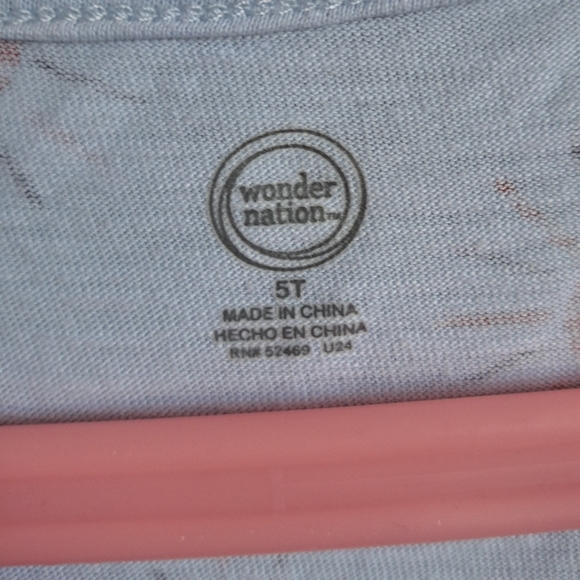 wonder
nation™
5T
MADE IN CHINA
HECHO EN CHINA
RN# 52469 U24